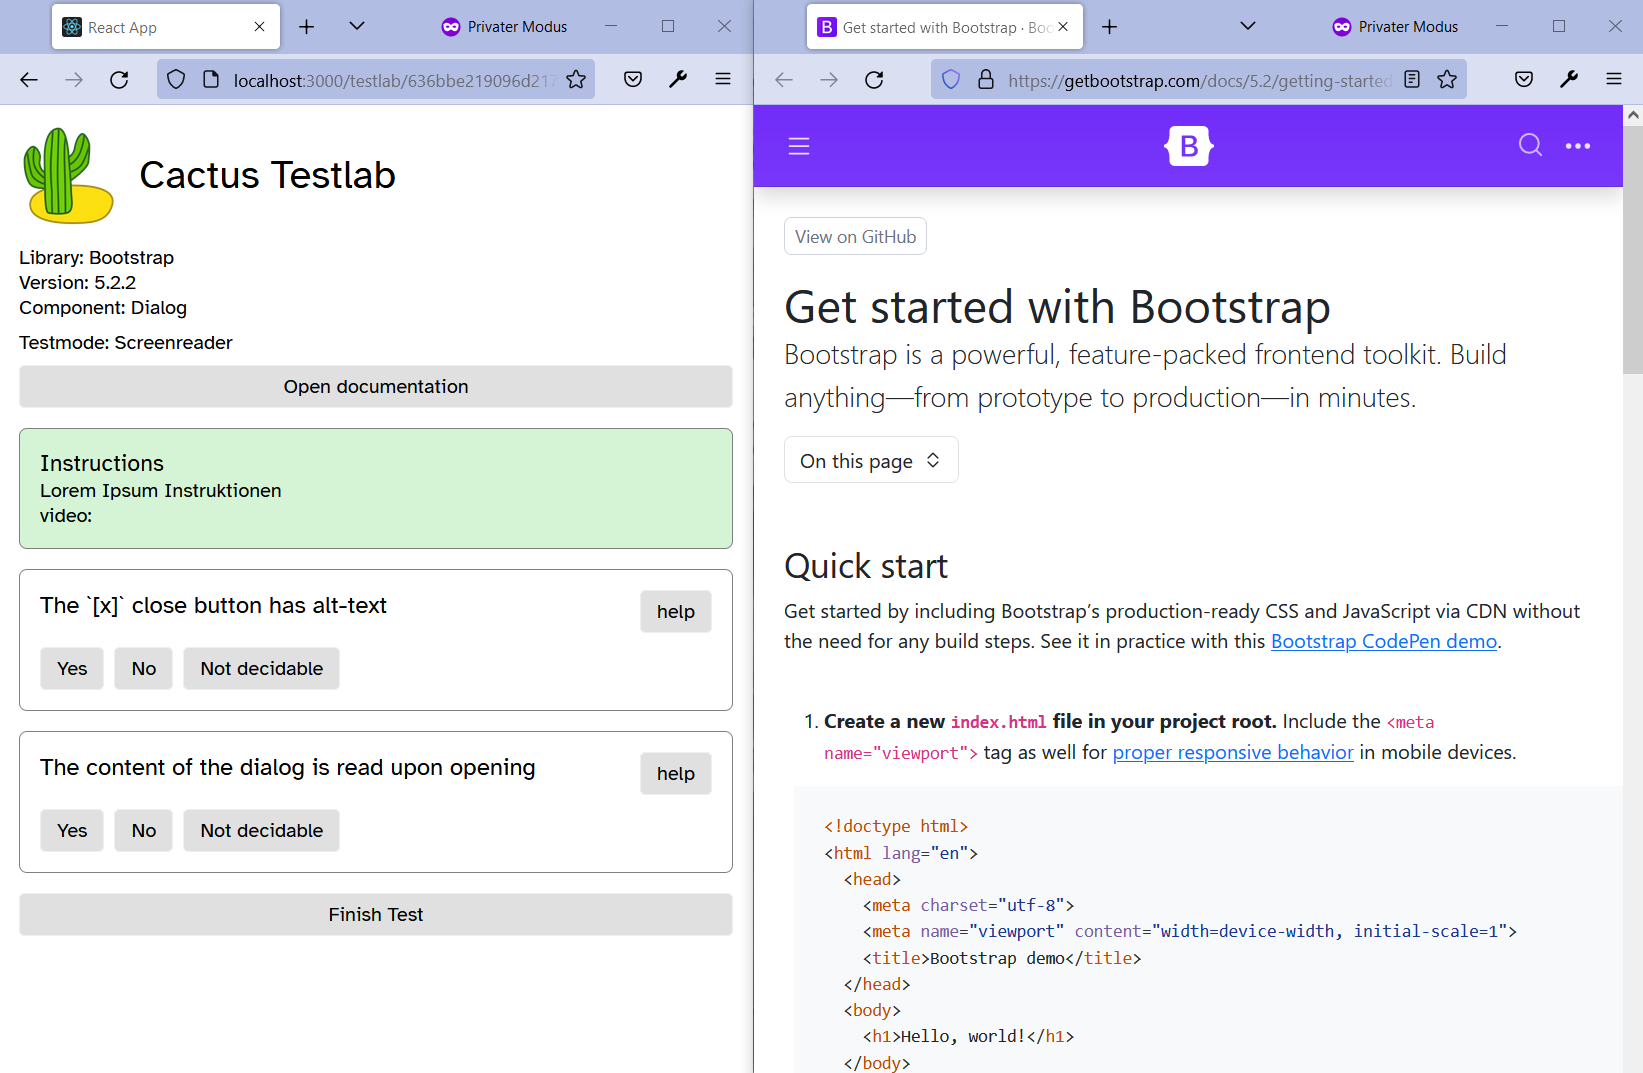 React App
Privater Modus
localhost:3000/testlab/636bbe219096d217
Cactus Testlab
Library: Bootstrap
Version: 5.2.2
Component: Dialog
Testmode: Screenreader
Open documentation
Instructions
Lorem Ipsum Instruktionen
video:
The `[x]` close button has alt-text
help
Yes
No
Not decidable
The content of the dialog is read upon opening
help
Yes
No
Not decidable
Finish Test
B
Get started with Bootstrap · Boo
Privater Modus
https://getbootstrap.com/docs/5.2/getting-started
B
View on GitHub
Get started with Bootstrap
Bootstrap is a powerful, feature-packed frontend toolkit. Build
anything—from prototype to production—in minutes.
On this page
Quick start
Get started by including Bootstrap’s production-ready CSS and JavaScript via CDN without
the need for any build steps. See it in practice with this Bootstrap CodePen demo.
1. Create a new index.html file in your project root. Include the <meta
name="viewport"> tag as well for proper responsive behavior in mobile devices.
<!doctype html>
<html lang="en">
<head>
<meta charset="utf-8">
<meta name="viewport" content="width=device-width, initial-scale=1">
<title>Bootstrap demo</title>
</head>
<body>
<h1>Hello, world!</h1>
</body>